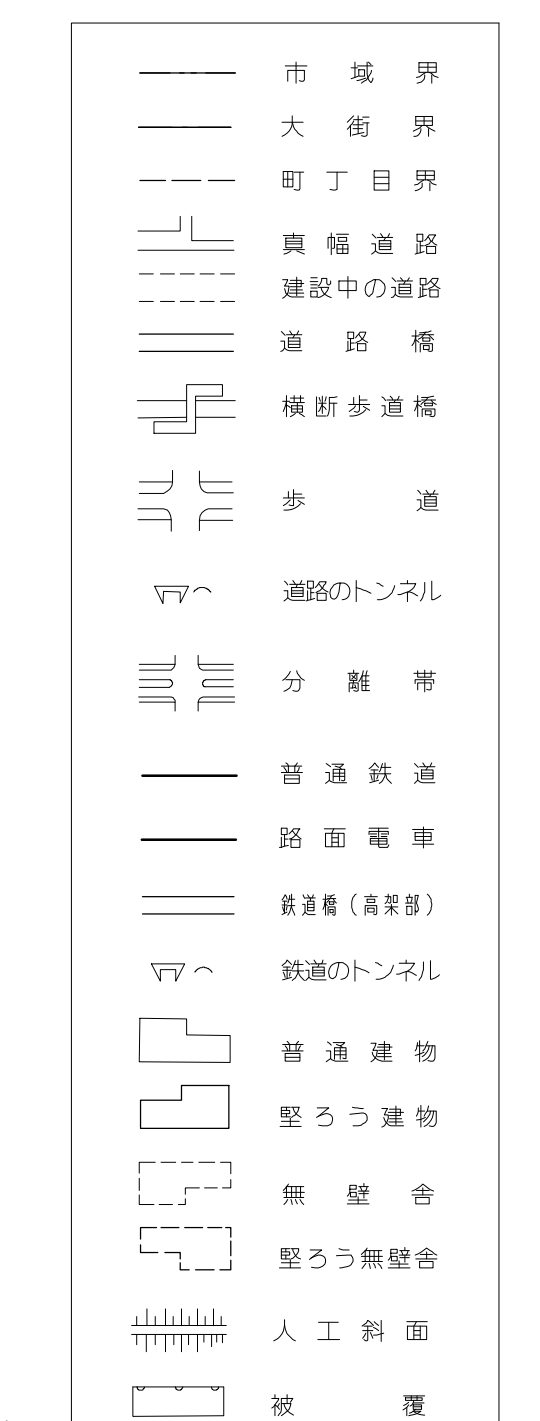 市域界
大街界
町丁目界
真幅道路
建設中の道路
道路橋
横断歩道橋
歩道
道路のトンネル
分離帯
普通鉄道
路面電車
鉄道橋(高架部)
鉄道のトンネル
普通建物
堅ろう建物
無壁舎
堅ろう無壁舎
人工斜面
被覆